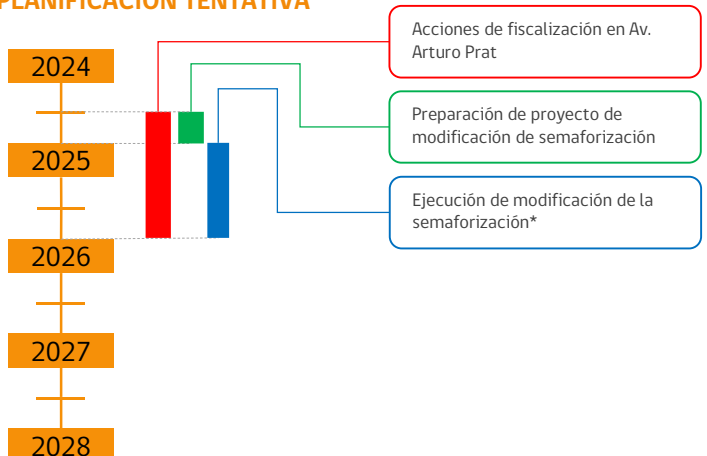 PLANIFICACIÓN TENTATIVA
Acciones de fiscalización en Av.
Arturo Prat
2024
Preparación de proyecto de
modificación de semaforización
2025
Ejecución de modificación de la
semaforización*
2026
2027
2028